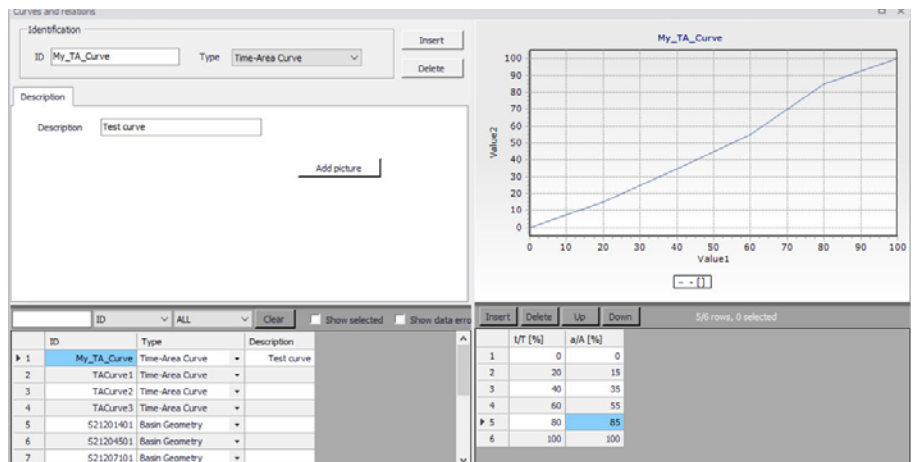 Curves and relations
Identification
ID My_TA_Curve Type Time-Area Curve
Insert
Delete
Description
Description Test curve
Add picture
My_TA_Curve
100
90
80
70
60
50
40
30
20
10
0
Value2
0 10 20 30 40 50 60 70 80 90 100
Value1
[]
ID ALL Clear Show selected Show data erro
ID Type Description
1 My_TA_Curve Time-Area Curve Test curve
2 TACurve1 Time-Area Curve
3 TACurve2 Time-Area Curve
4 TACurve3 Time-Area Curve
5 S21201401 Basin Geometry
6 S21204501 Basin Geometry
7 S21207101 Basin Geometry
Insert Delete Up Down 5/6 rows, 0 selected
t/T [%] a/A [%]
1 0 0
2 20 15
3 40 35
4 60 55
5 80 85
6 100 100